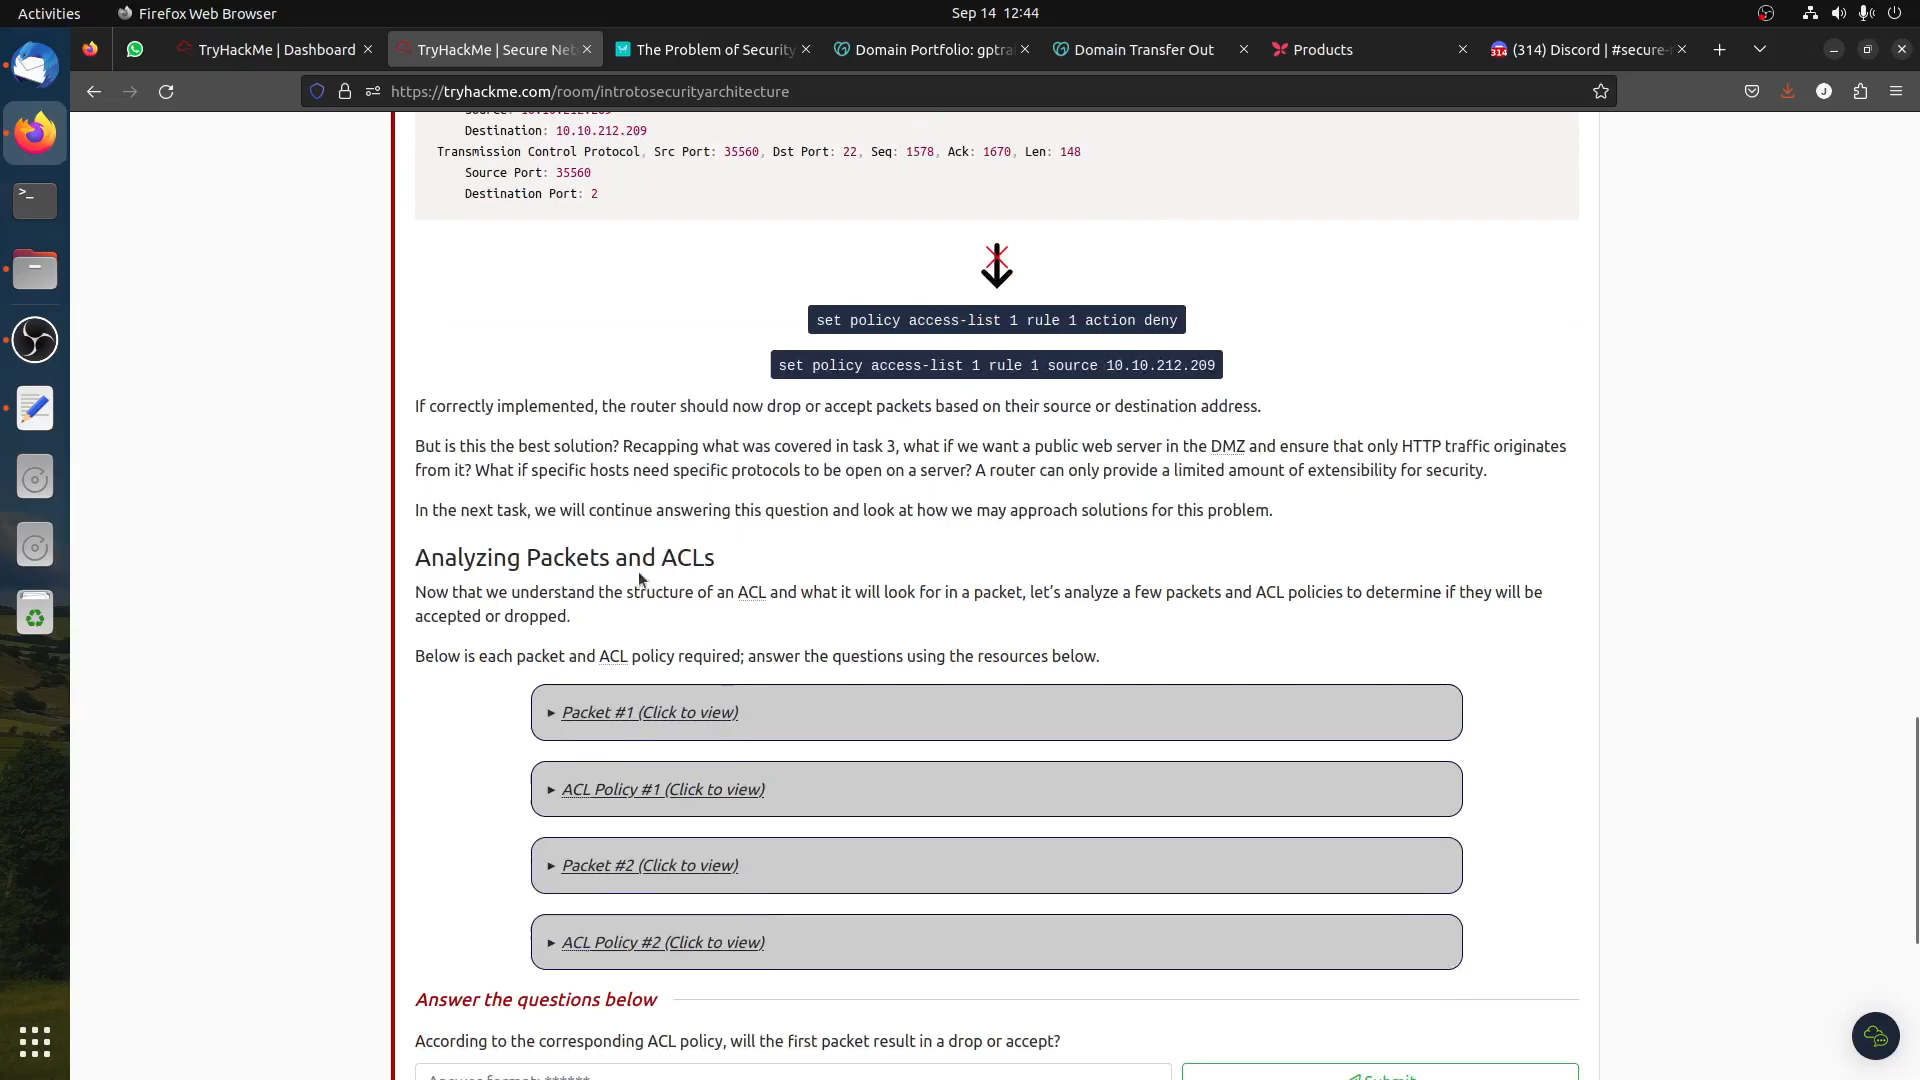 Activities
Firefox Web Browser
Sep 14 12:44
TryHackMe | Dashboard
TryHackMe | Secure Net
The Problem of Security
Domain Portfolio: gptra
Domain Transfer Out
Products
(314) Discord | #secure-
https://tryhackme.com/room/introtosecurityarchitecture
Source: 10.10.212.209
Destination: 10.10.212.209
Transmission Control Protocol, Src Port: 35560, Dst Port: 22, Seq: 1578, Ack: 1670, Len: 148
Source Port: 35560
Destination Port: 2
set policy access-list 1 rule 1 action deny
set policy access-list 1 rule 1 source 10.10.212.209
If correctly implemented, the router should now drop or accept packets based on their source or destination address.
But is this the best solution? Recapping what was covered in task 3, what if we want a public web server in the DMZ and ensure that only HTTP traffic originates
from it? What if specific hosts need specific protocols to be open on a server? A router can only provide a limited amount of extensibility for security.
In the next task, we will continue answering this question and look at how we may approach solutions for this problem.
Analyzing Packets and ACLs
Now that we understand the structure of an ACL and what it will look for in a packet, let’s analyze a few packets and ACL policies to determine if they will be
accepted or dropped.
Below is each packet and ACL policy required; answer the questions using the resources below.
Packet #1 (Click to view)
ACL Policy #1 (Click to view)
Packet #2 (Click to view)
ACL Policy #2 (Click to view)
Answer the questions below
According to the corresponding ACL policy, will the first packet result in a drop or accept?
Answer format: ******
Submit